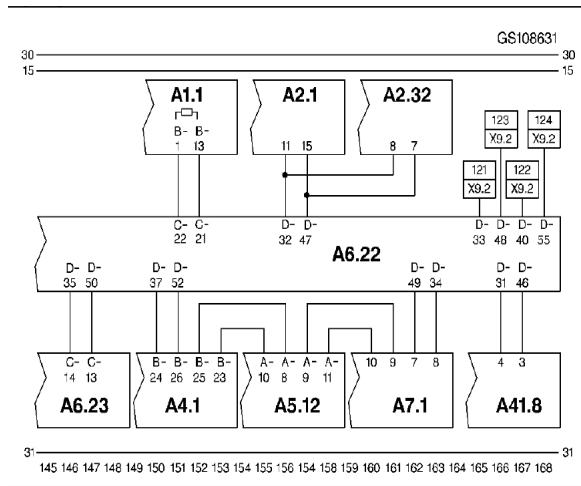 GS108631
30 30
15 15
A1.1 A2.1 A2.32
B- B-
1 13 11 15 8 7
123 124
X9.2 X9.2
121 122
X9.2 X9.2
C- C- D- D- D- D- D- D-
22 21 32 47 33 48 40 55
A6.22
D- D- D- D- D- D- D- D-
35 50 37 52 49 34 31 46
C- C- B- B- B- B- A- A- A- A- 10 9 7 8 4 3
14 13 24 26 25 23 10 8 9 11
A6.23 A4.1 A5.12 A7.1 A41.8
31 31
145 146 147 148 149 150 151 152 153 154 155 156 154 158 159 160 161 162 163 164 165 166 167 168